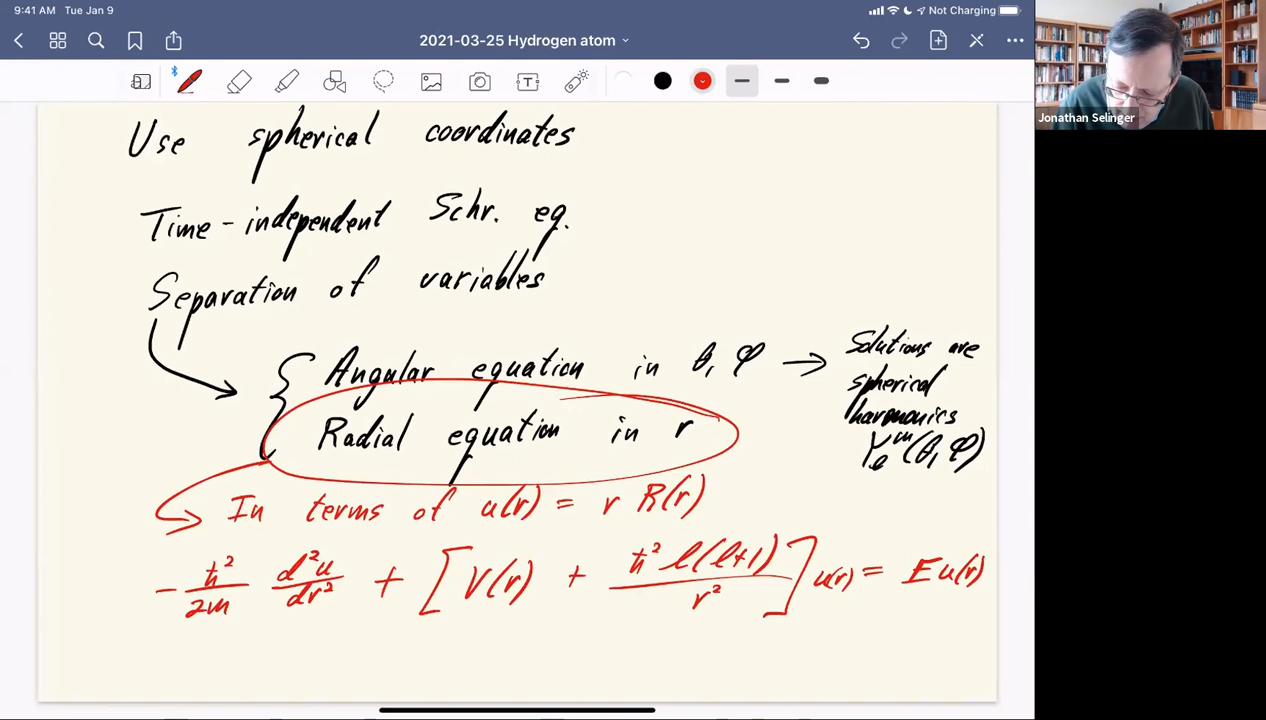 9:41 AM Tue Jan 9
Not Charging
2021-03-25 Hydrogen atom
Jonathan Selinger
Use spherical coordinates
Time-independent Schr. eq.
Separation of variables
Angular equation in θ, φ → Solutions are
spherical
harmonics
Yₗᵐ(θ, φ)
Radial equation in r
In terms of u(r) = r R(r)
-ħ²/2m d²u/dr² + [V(r) + ħ² l(l+1)/r²] u(r) = E u(r)